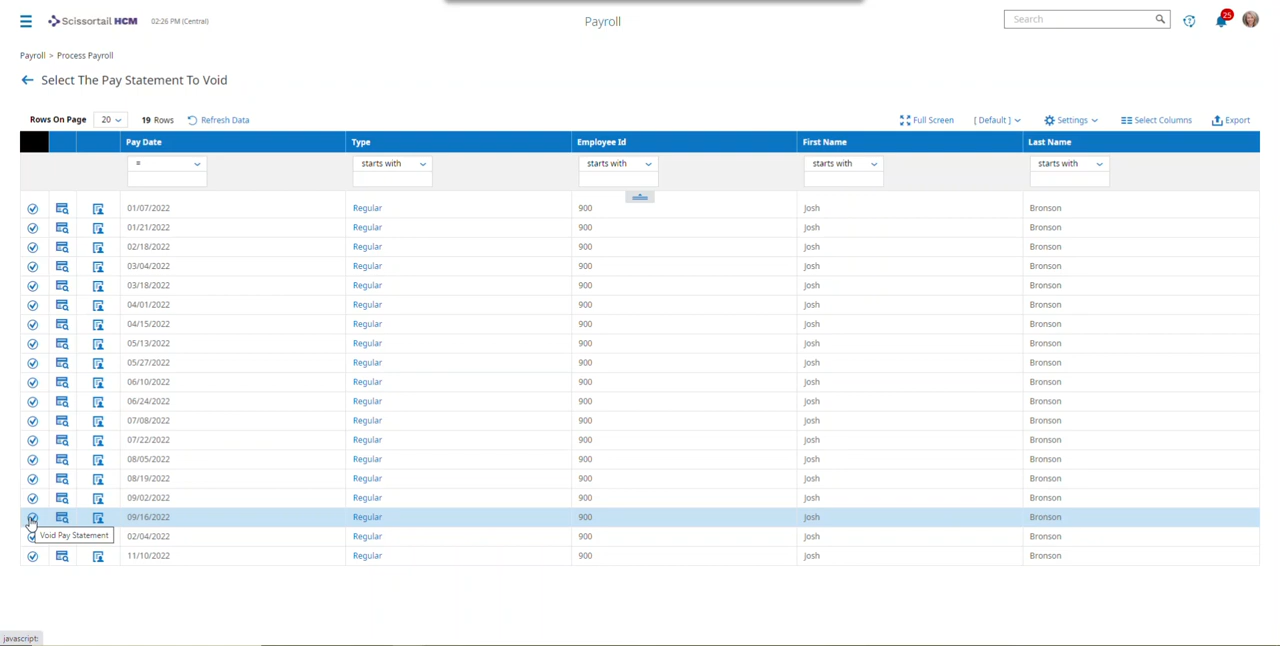 Scissortail HCM 02:26 PM (Central) Payroll Search 25
Payroll > Process Payroll
Select The Pay Statement To Void
Rows On Page 20 19 Rows Refresh Data Full Screen [ Default ] Settings Select Columns Export
Pay Date Type Employee Id First Name Last Name
= starts with starts with starts with starts with
01/07/2022 Regular 900 Josh Bronson
01/21/2022 Regular 900 Josh Bronson
02/18/2022 Regular 900 Josh Bronson
03/04/2022 Regular 900 Josh Bronson
03/18/2022 Regular 900 Josh Bronson
04/01/2022 Regular 900 Josh Bronson
04/15/2022 Regular 900 Josh Bronson
05/13/2022 Regular 900 Josh Bronson
05/27/2022 Regular 900 Josh Bronson
06/10/2022 Regular 900 Josh Bronson
06/24/2022 Regular 900 Josh Bronson
07/08/2022 Regular 900 Josh Bronson
07/22/2022 Regular 900 Josh Bronson
08/05/2022 Regular 900 Josh Bronson
08/19/2022 Regular 900 Josh Bronson
09/02/2022 Regular 900 Josh Bronson
09/16/2022 Regular 900 Josh Bronson
Void Pay Statement
02/04/2022 Regular 900 Josh Bronson
11/10/2022 Regular 900 Josh Bronson
javascript: